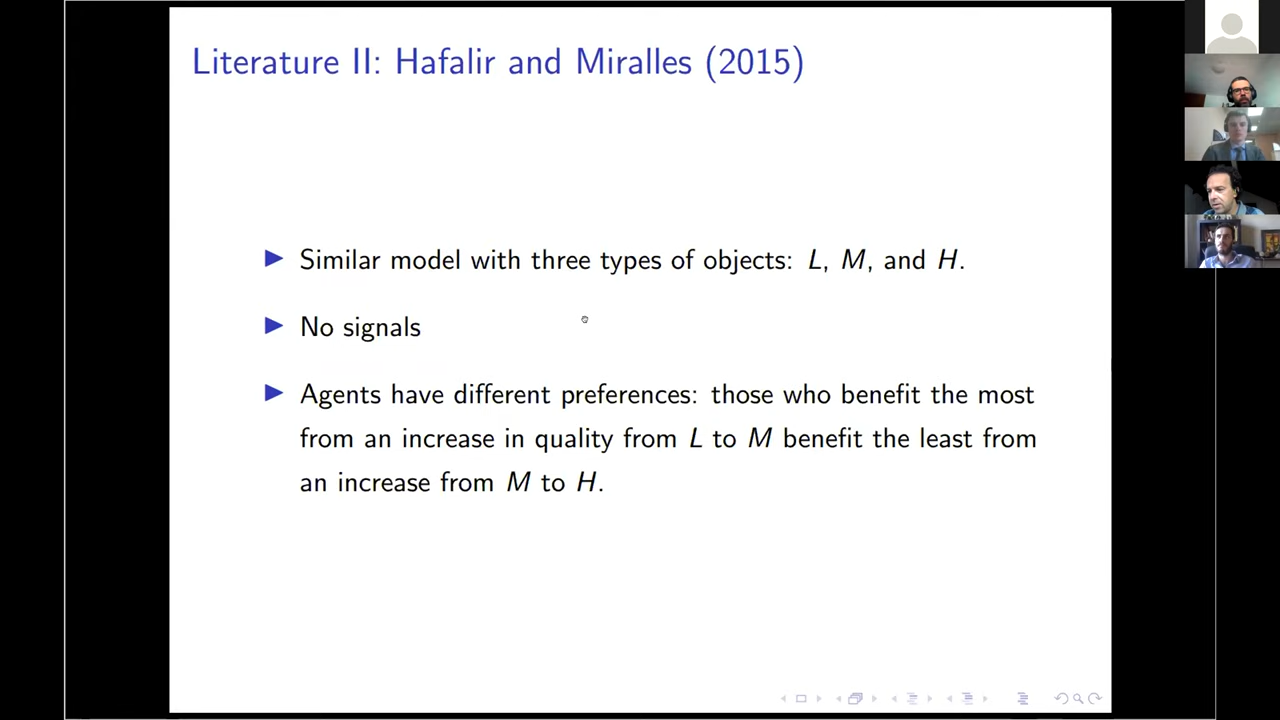 Literature II: Hafalir and Miralles (2015)
▶ Similar model with three types of objects: L, M, and H.
▶ No signals
▶ Agents have different preferences: those who benefit the most
from an increase in quality from L to M benefit the least from
an increase from M to H.